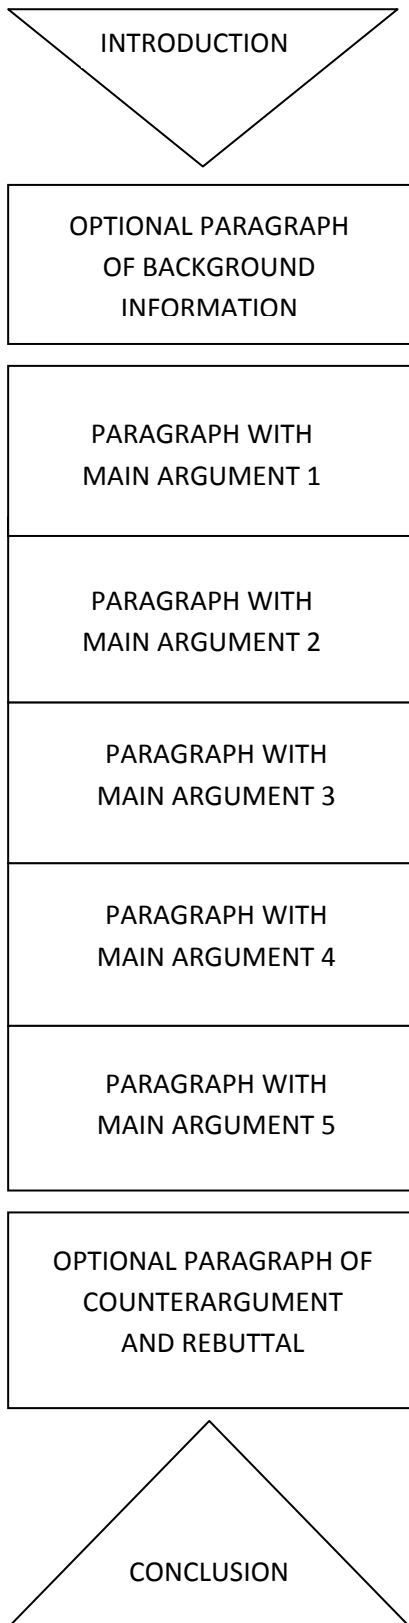 INTRODUCTION
OPTIONAL PARAGRAPH
OF BACKGROUND
INFORMATION
PARAGRAPH WITH
MAIN ARGUMENT 1
PARAGRAPH WITH
MAIN ARGUMENT 2
PARAGRAPH WITH
MAIN ARGUMENT 3
PARAGRAPH WITH
MAIN ARGUMENT 4
PARAGRAPH WITH
MAIN ARGUMENT 5
OPTIONAL PARAGRAPH OF
COUNTERARGUMENT
AND REBUTTAL
CONCLUSION